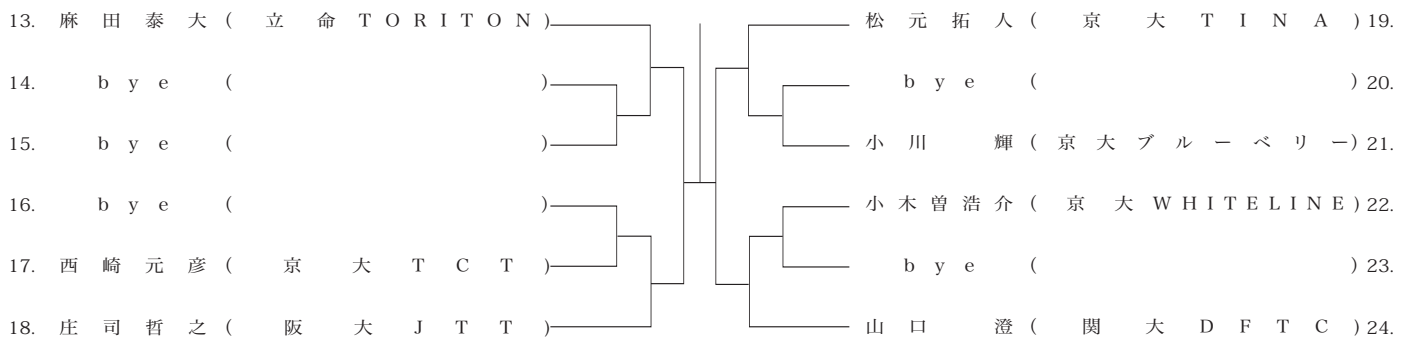 13. 麻田泰大(立命TORITON)
14. bye ( )
15. bye ( )
16. bye ( )
17. 西崎元彦(京大TCT)
18. 庄司哲之(阪大JTT)
松元拓人(京大TINA)19.
bye ( )20.
小川 輝(京大ブルーベリー)21.
小木曽浩介(京大WHITELINE)22.
bye ( )23.
山口 澄(関大DFTC)24.